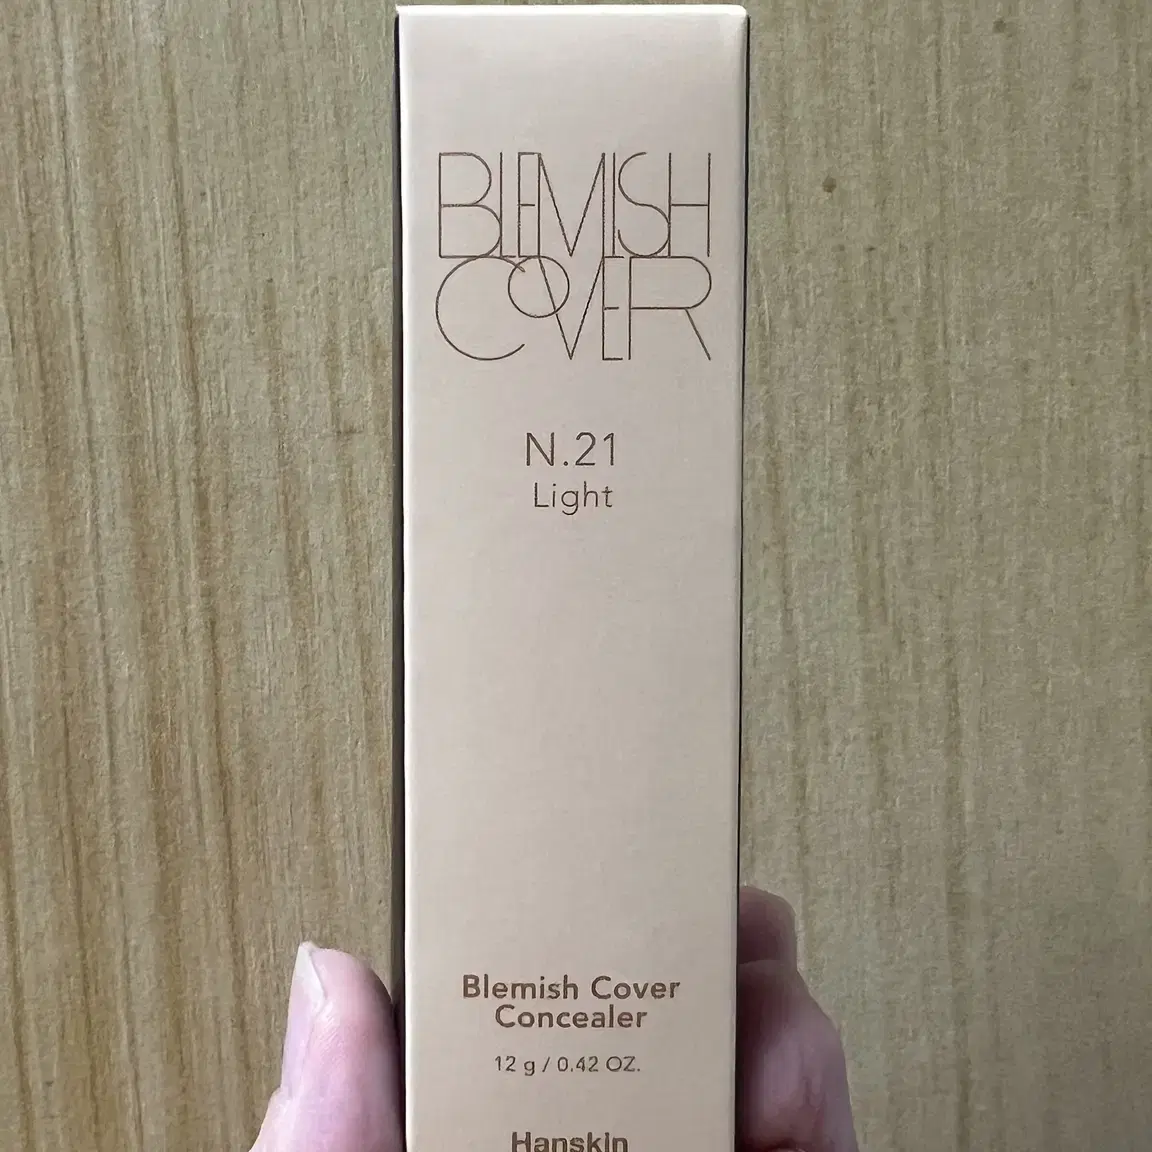 BLEMISH
COVER
N.21
Light
Blemish Cover
Concealer
12 g / 0.42 OZ.
Hanskin